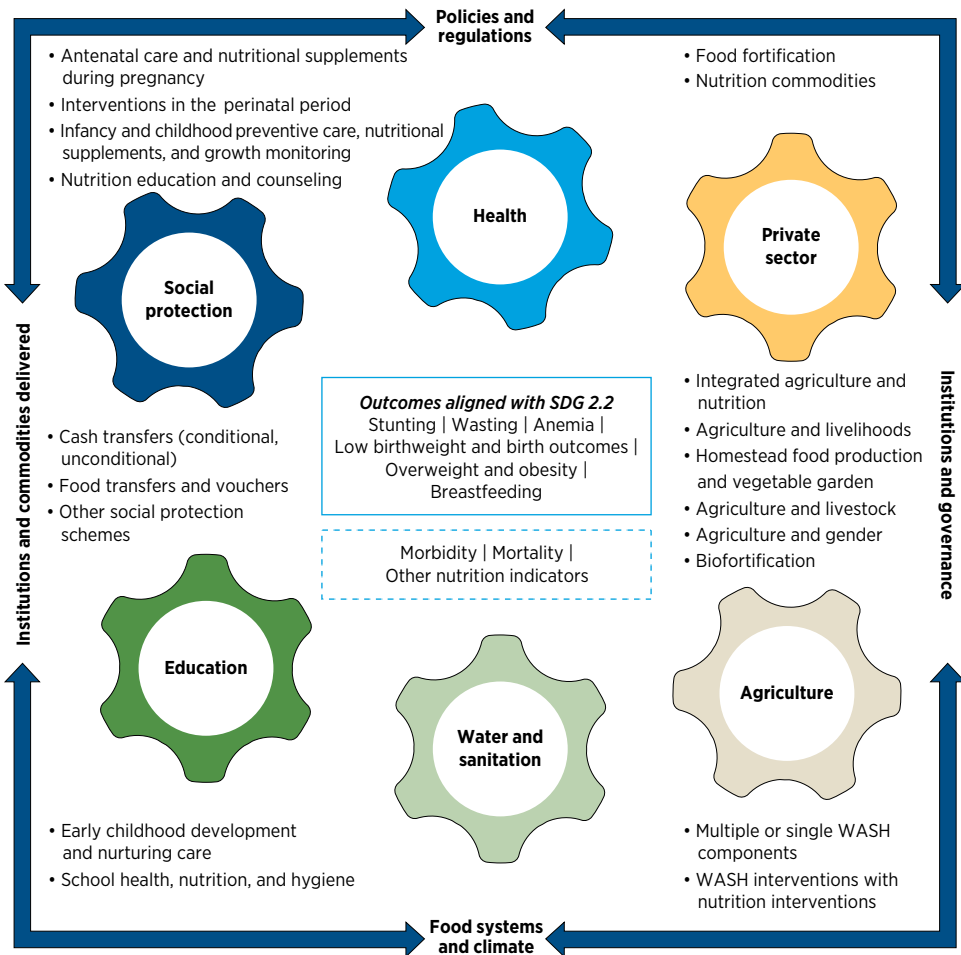 Policies and
regulations
• Antenatal care and nutritional supplements
during pregnancy
• Interventions in the perinatal period
• Infancy and childhood preventive care, nutritional
supplements, and growth monitoring
• Nutrition education and counseling
• Food fortification
• Nutrition commodities
Health
Private
sector
Social
protection
Institutions and commodities delivered
Institutions and governance
Outcomes aligned with SDG 2.2
Stunting | Wasting | Anemia |
Low birthweight and birth outcomes |
Overweight and obesity |
Breastfeeding
Morbidity | Mortality |
Other nutrition indicators
• Cash transfers (conditional,
unconditional)
• Food transfers and vouchers
• Other social protection
schemes
• Integrated agriculture and
nutrition
• Agriculture and livelihoods
• Homestead food production
and vegetable garden
• Agriculture and livestock
• Agriculture and gender
• Biofortification
Education
Water and
sanitation
Agriculture
• Early childhood development
and nurturing care
• School health, nutrition, and hygiene
• Multiple or single WASH
components
• WASH interventions with
nutrition interventions
Food systems
and climate